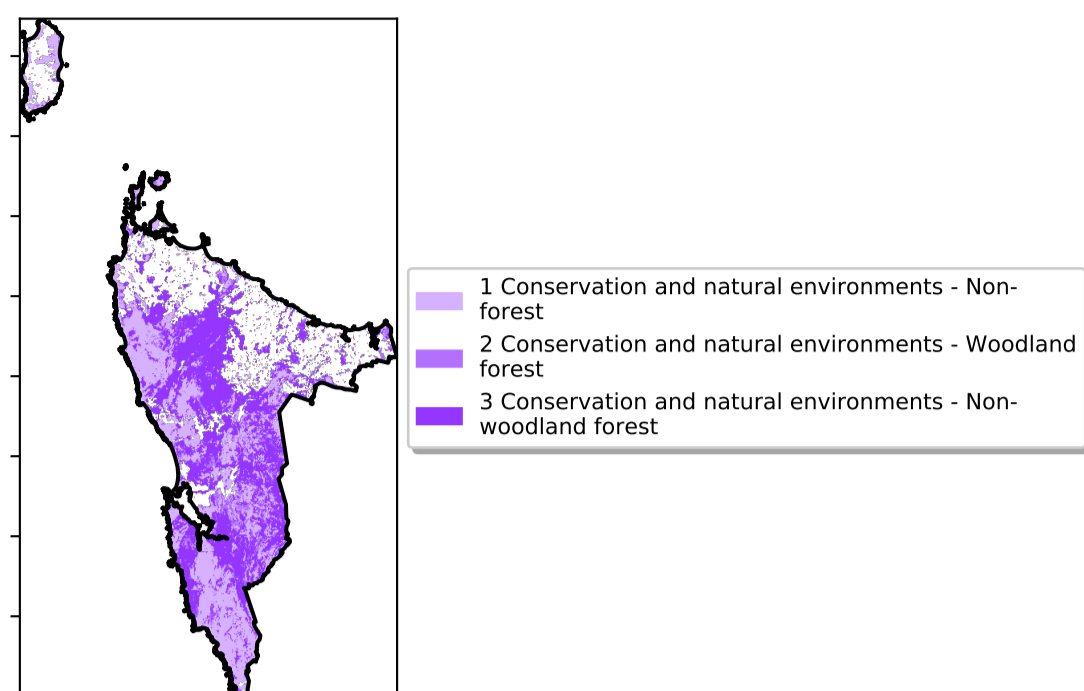 1 Conservation and natural environments - Non-
forest
2 Conservation and natural environments - Woodland
forest
3 Conservation and natural environments - Non-
woodland forest